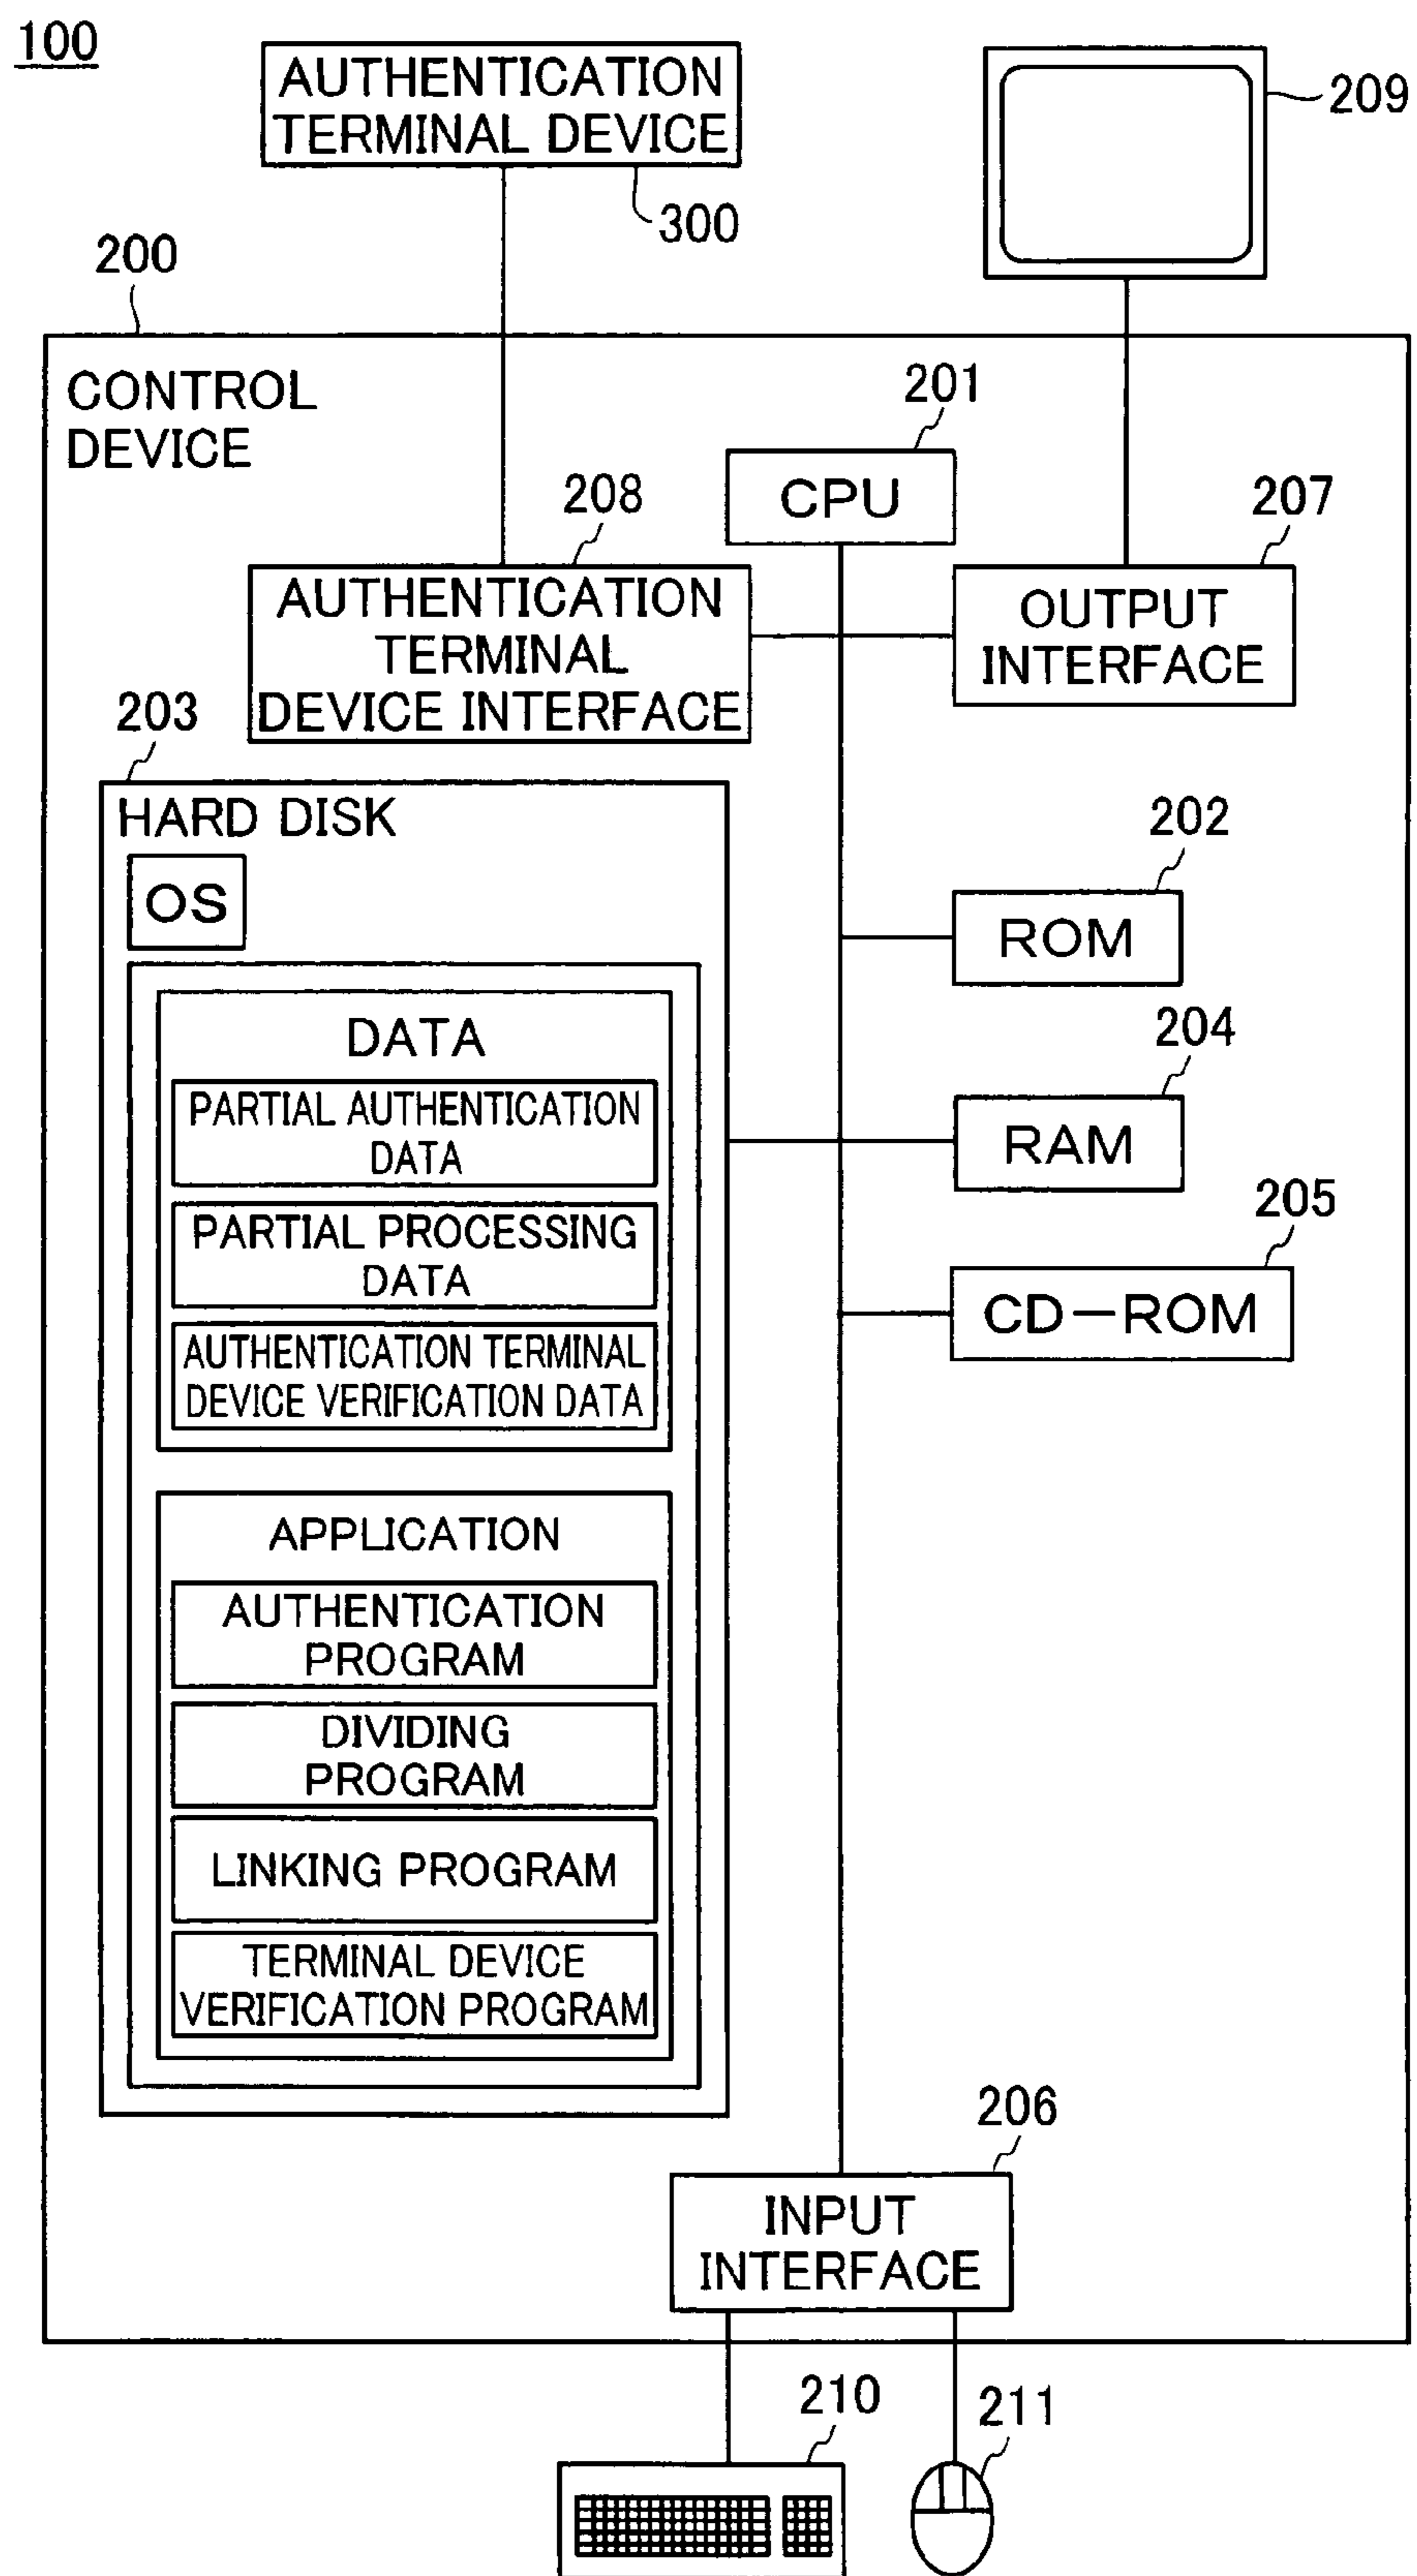 100
AUTHENTICATION
TERMINAL DEVICE
300
209
200
CONTROL
DEVICE
201
CPU
208
AUTHENTICATION
TERMINAL
DEVICE INTERFACE
207
OUTPUT
INTERFACE
203
HARD DISK
OS
202
ROM
DATA
204
RAM
PARTIAL AUTHENTICATION
DATA
PARTIAL PROCESSING
DATA
205
CD-ROM
AUTHENTICATION TERMINAL
DEVICE VERIFICATION DATA
APPLICATION
AUTHENTICATION
PROGRAM
DIVIDING
PROGRAM
LINKING PROGRAM
TERMINAL DEVICE
VERIFICATION PROGRAM
206
INPUT
INTERFACE
210
211